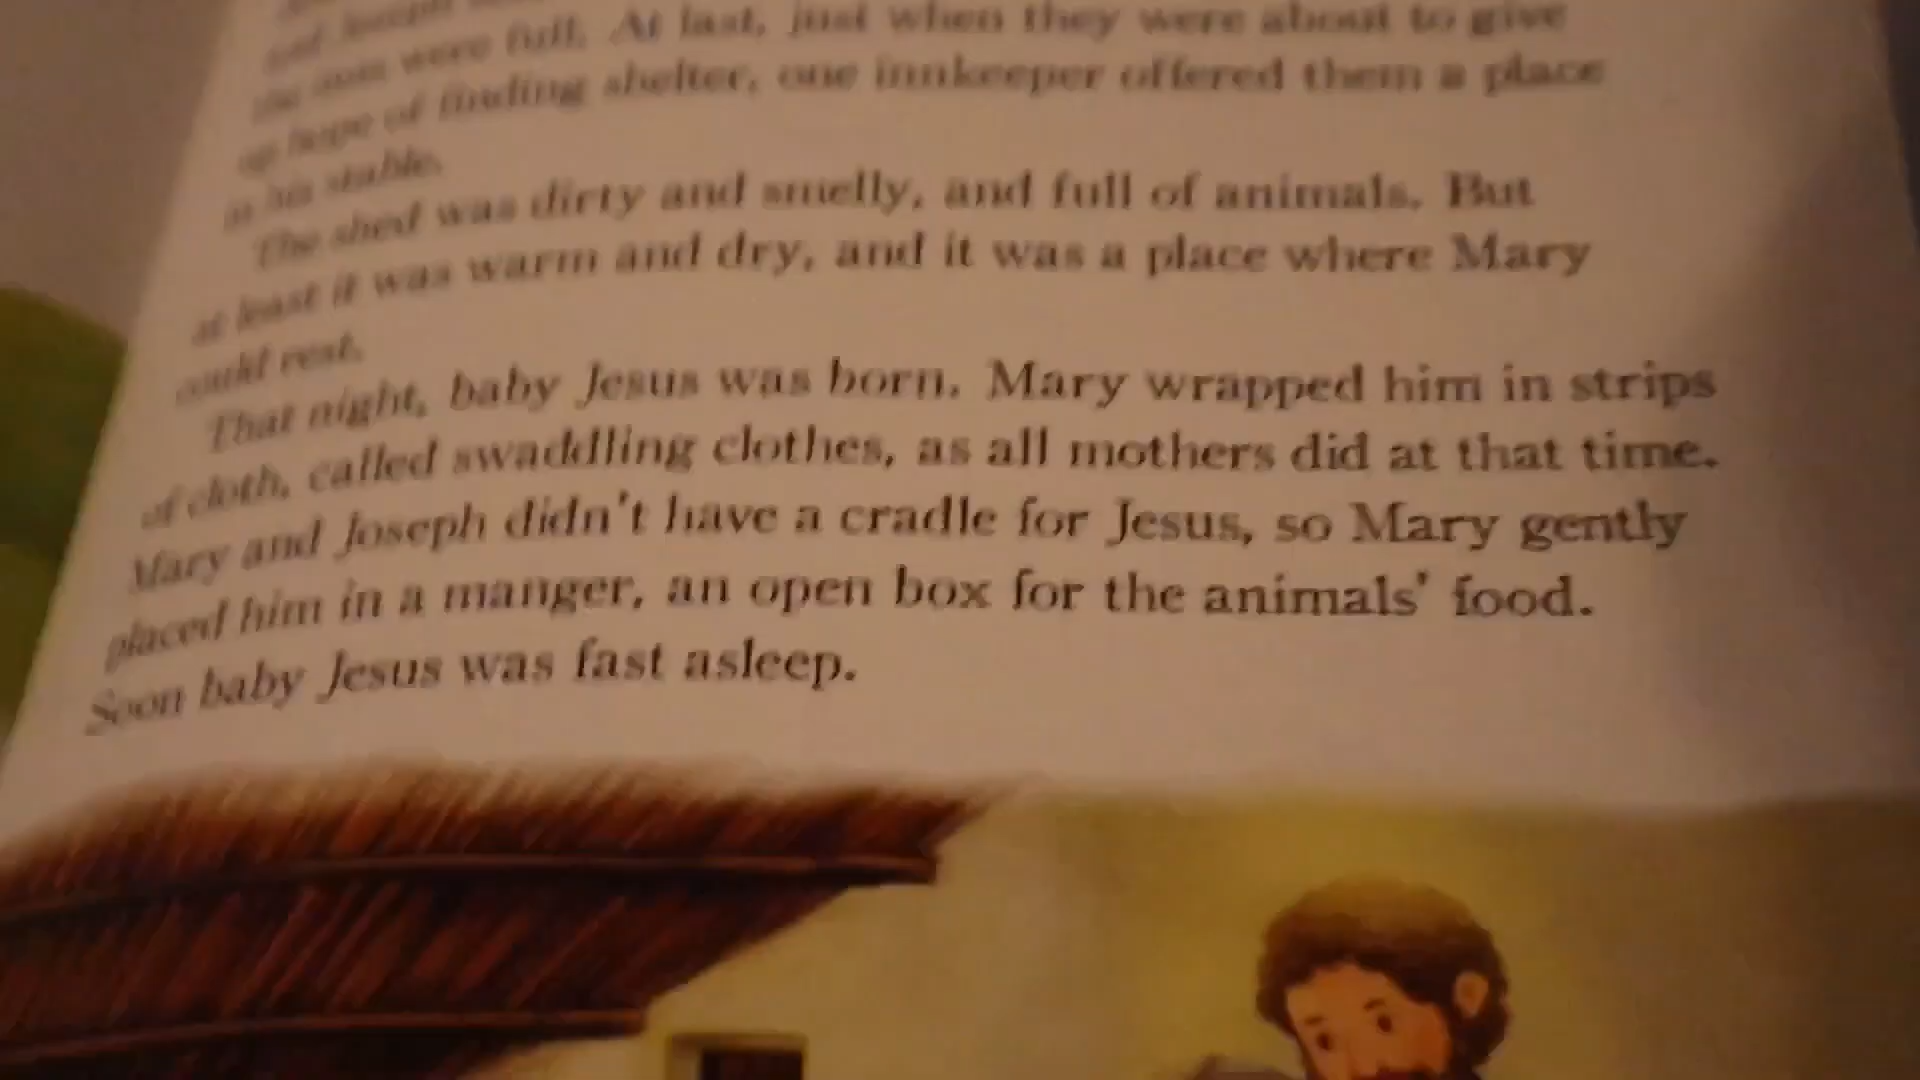 and Joseph
the inns were full. At last, just when they were about to give
up hope of finding shelter, one innkeeper offered them a place
in his stable.
The shed was dirty and smelly, and full of animals. But
at least it was warm and dry, and it was a place where Mary
could rest.
That night, baby Jesus was born. Mary wrapped him in strips
of cloth, called swaddling clothes, as all mothers did at that time.
Mary and Joseph didn't have a cradle for Jesus, so Mary gently
placed him in a manger, an open box for the animals' food.
Soon baby Jesus was fast asleep.